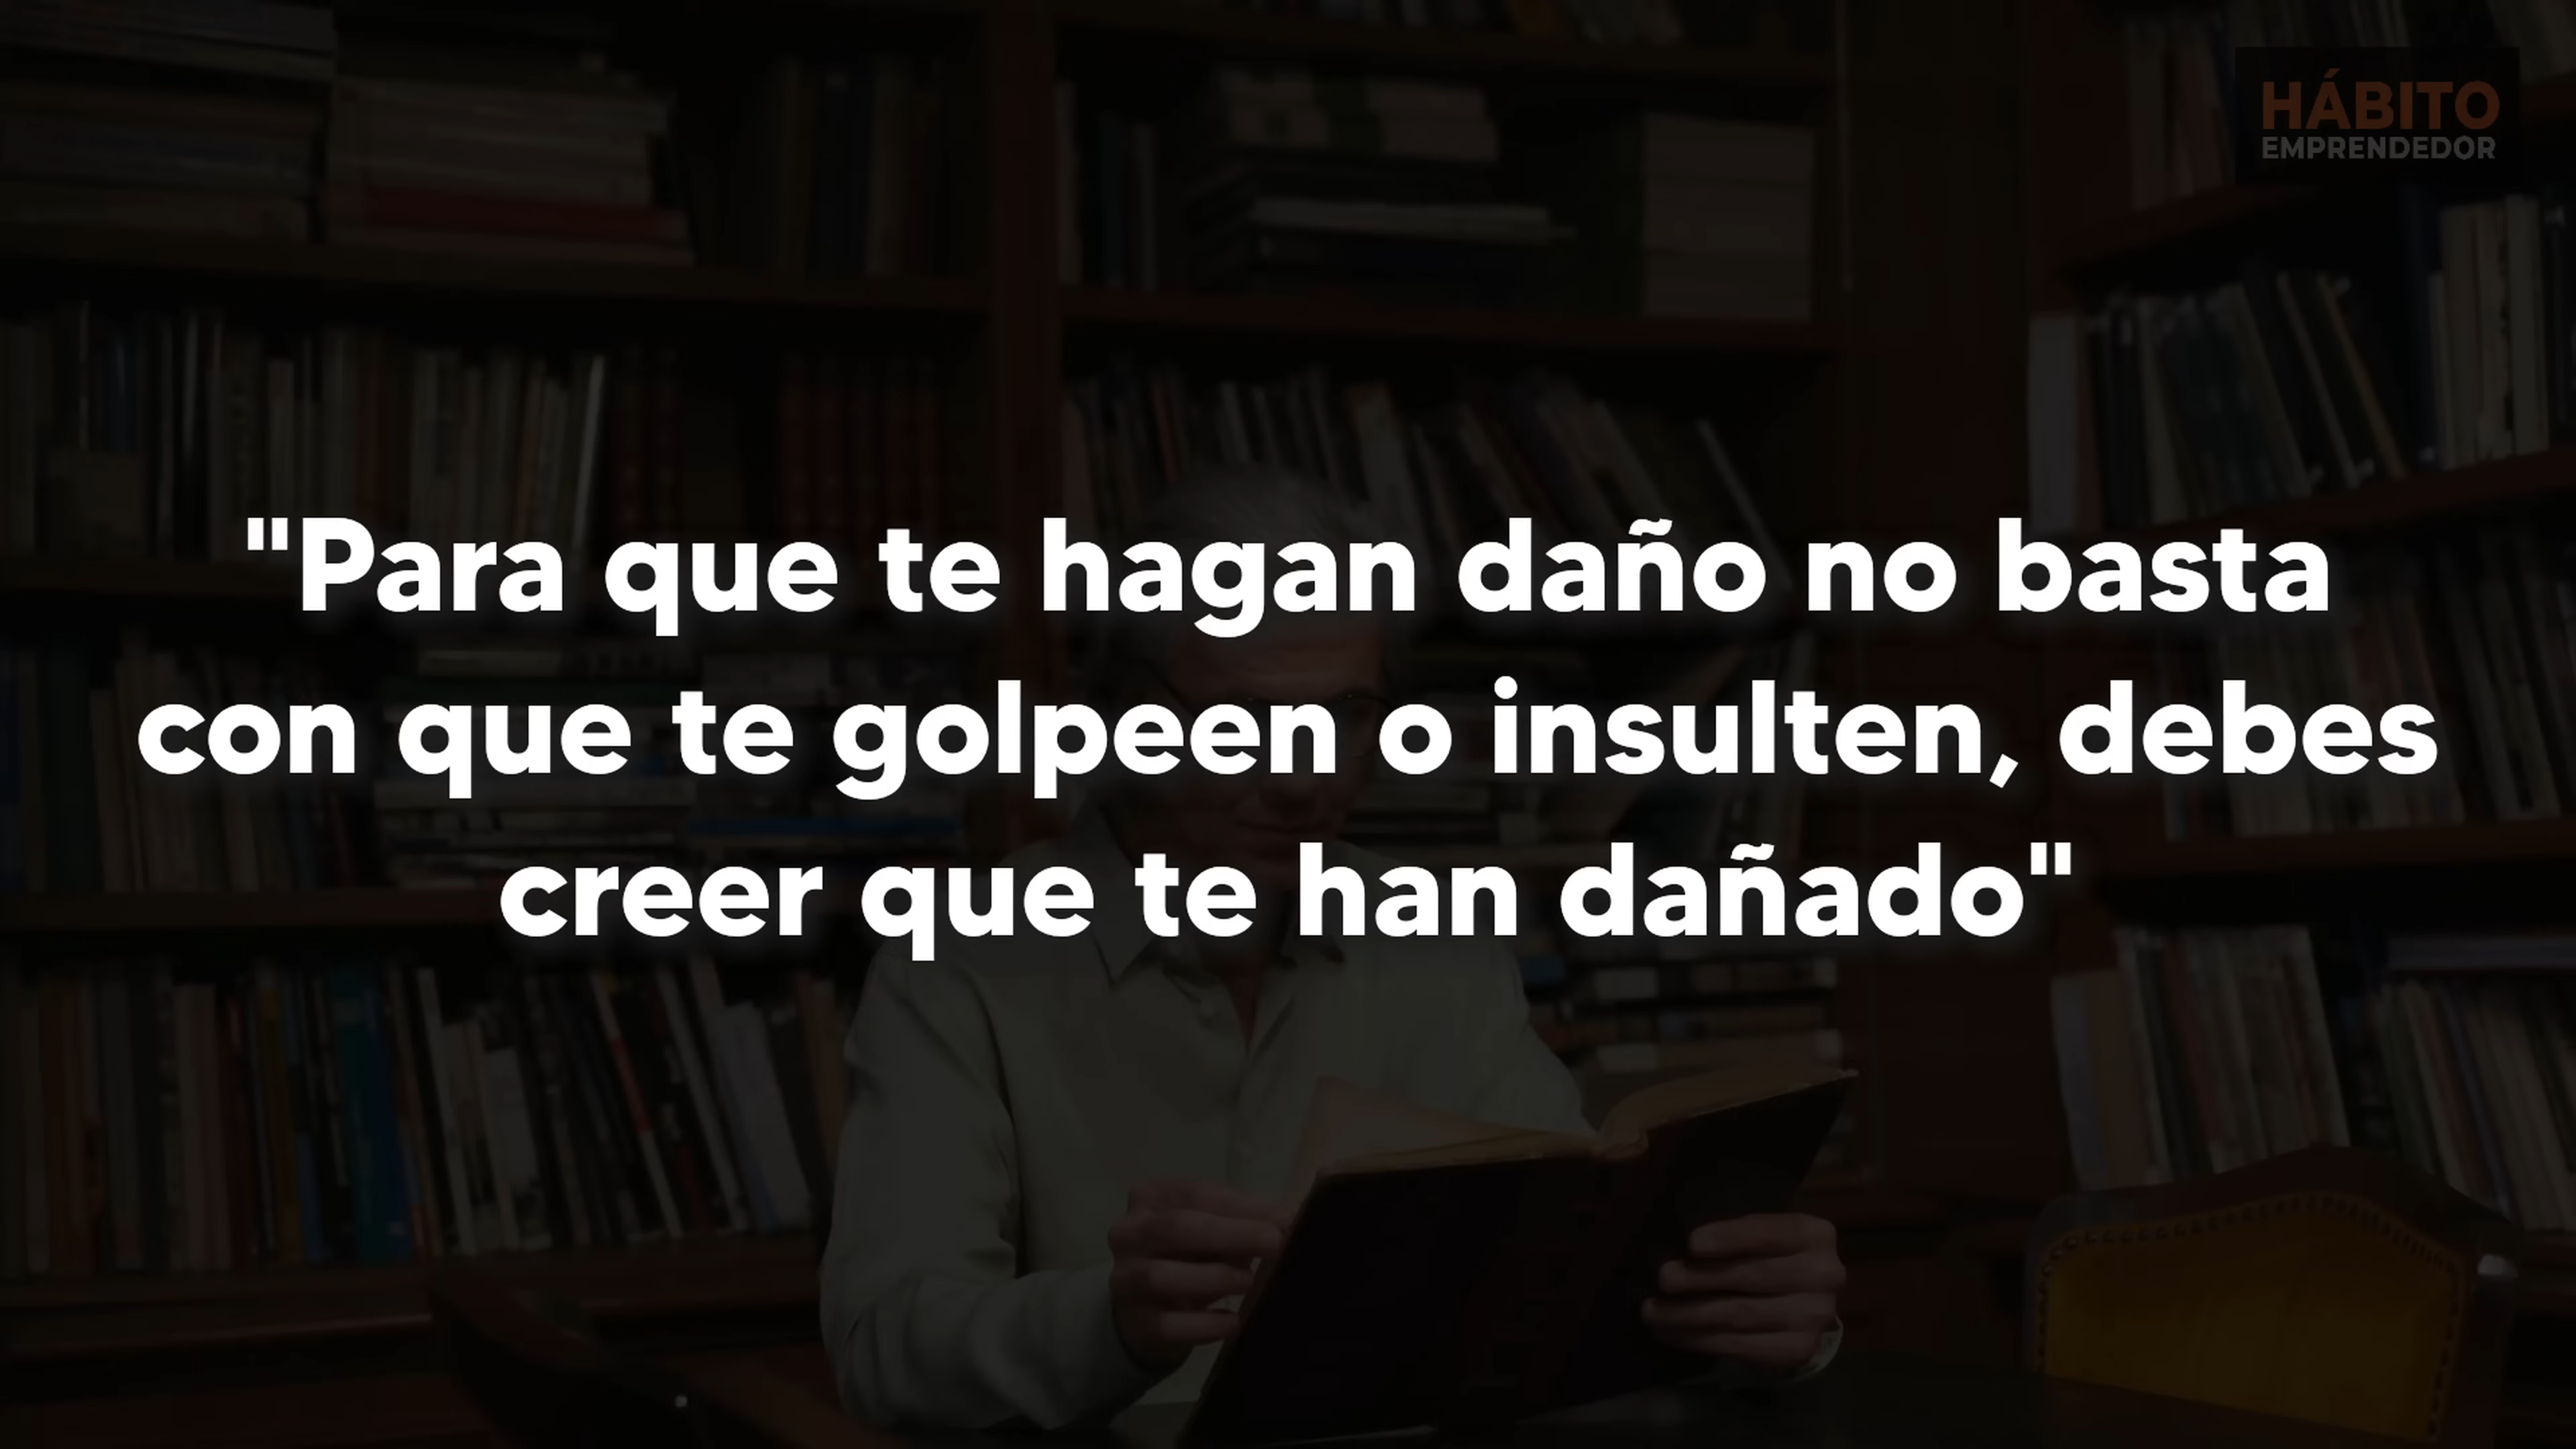 HÁBITO
EMPRENDEDOR
"Para que te hagan daño no basta
con que te golpeen o insulten, debes
creer que te han dañado"